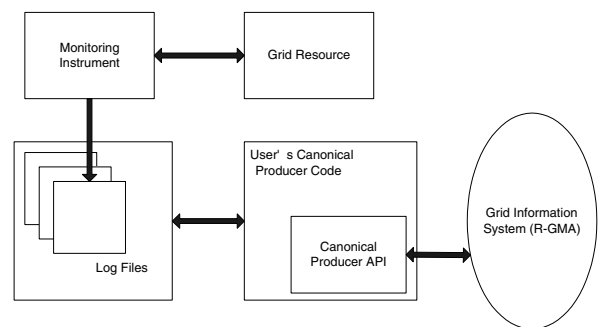 Monitoring
Instrument
Grid Resource
User' s Canonical
Producer Code
Log Files
Canonical
Producer API
Grid Information
System (R-GMA)